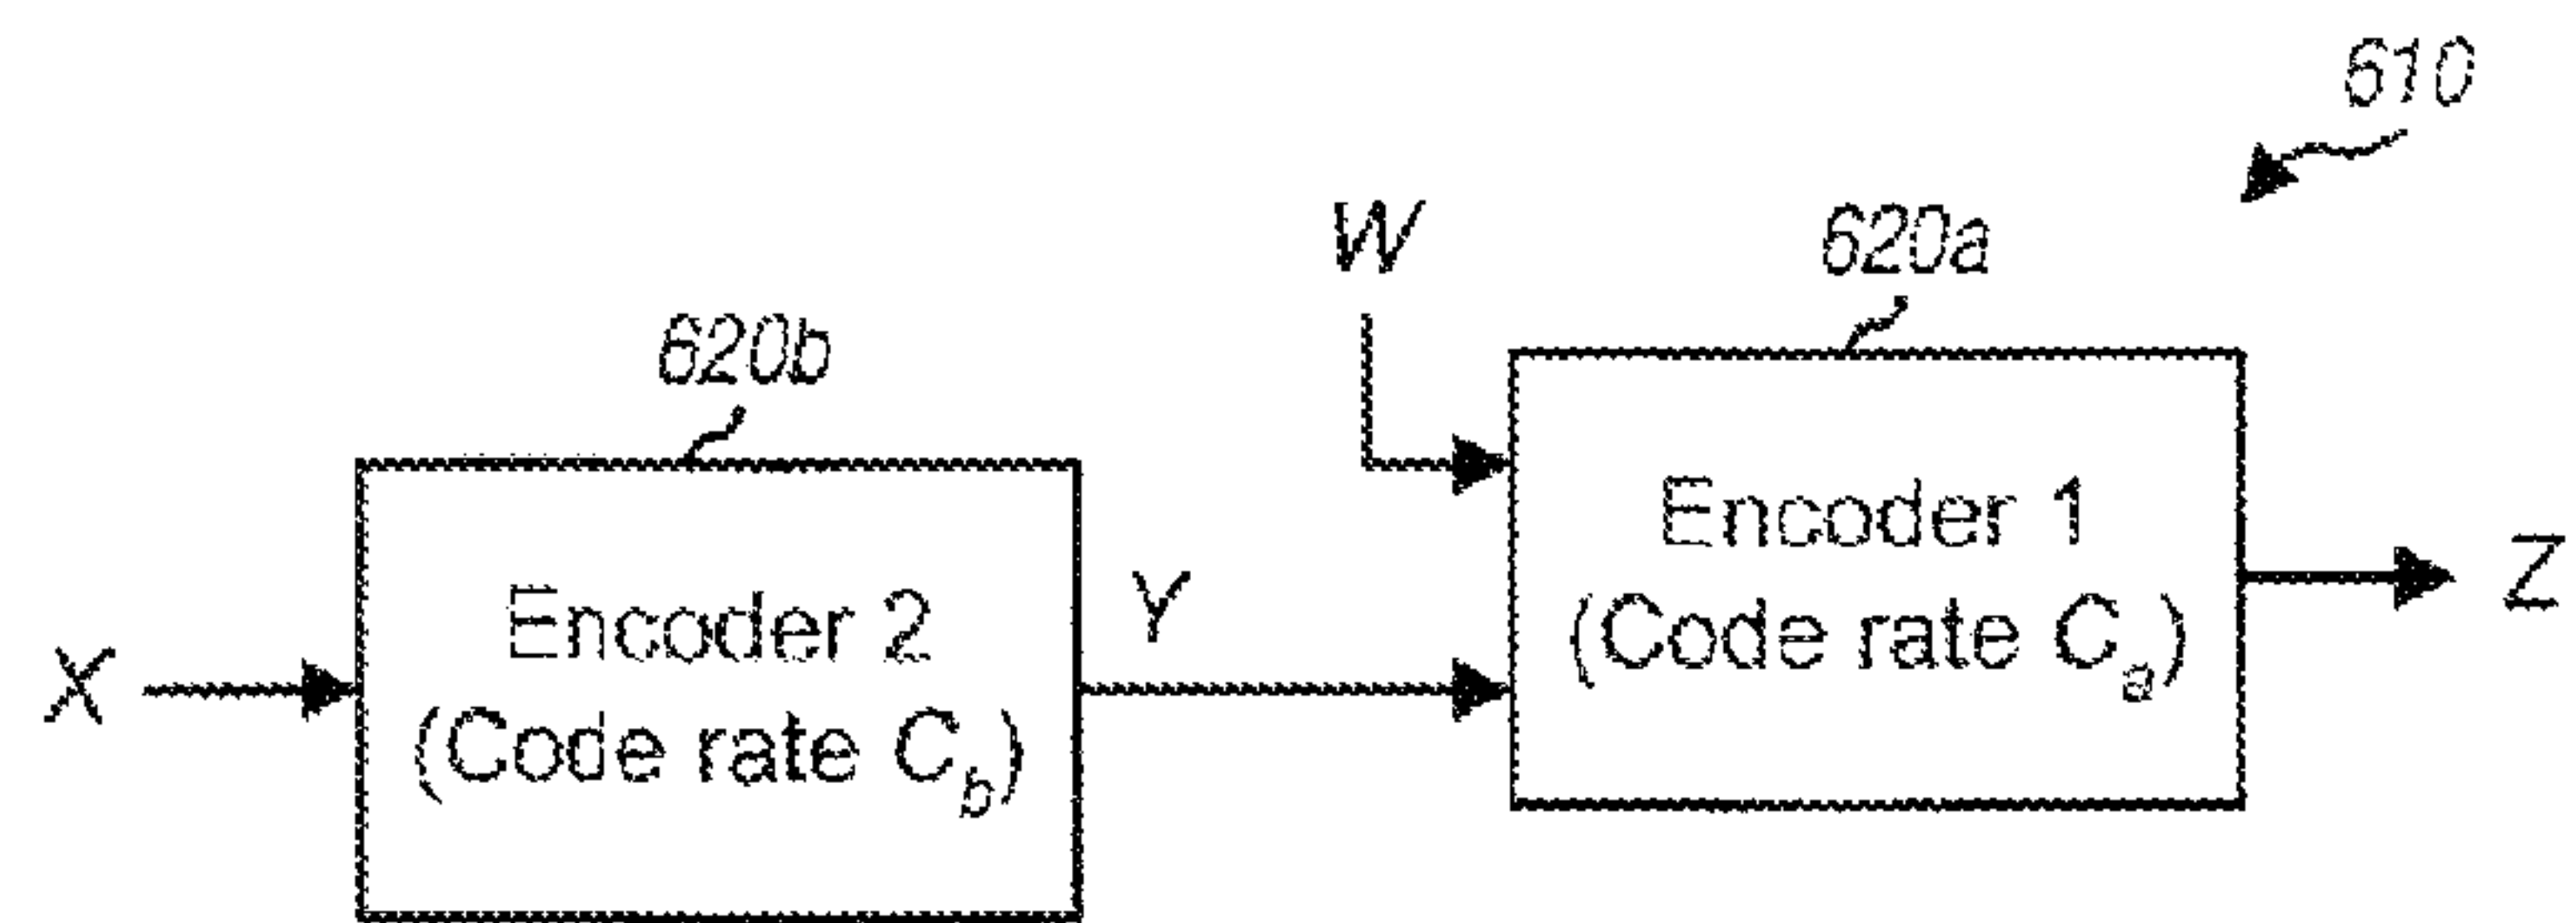 610
W
620a
620b
Encoder 1
(Code rate Ca)
Z
Y
Encoder 2
(Code rate Cb)
X